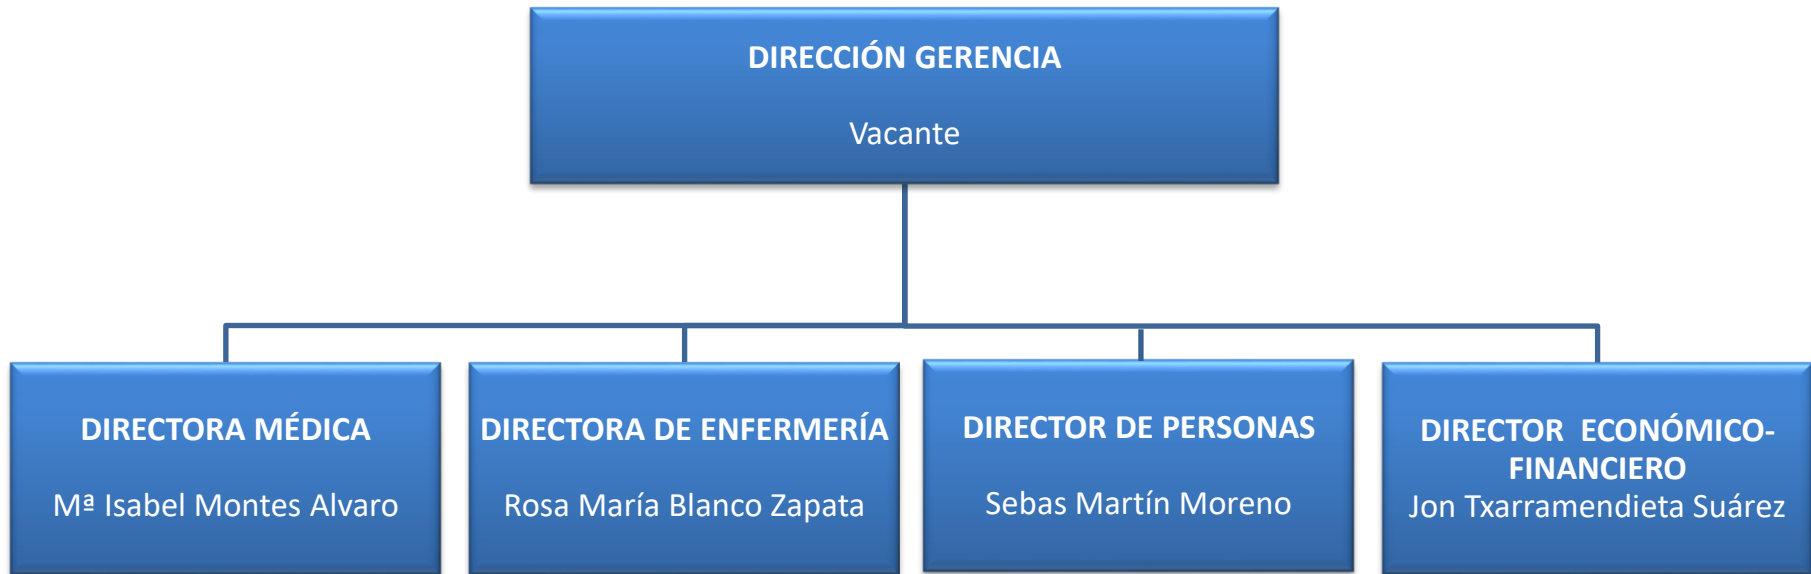 DIRECCIÓN GERENCIA
Vacante
DIRECTORA MÉDICA
Mª Isabel Montes Alvaro
DIRECTORA DE ENFERMERÍA
Rosa María Blanco Zapata
DIRECTOR DE PERSONAS
Sebas Martín Moreno
DIRECTOR ECONÓMICO-
FINANCIERO
Jon Txarramendieta Suárez